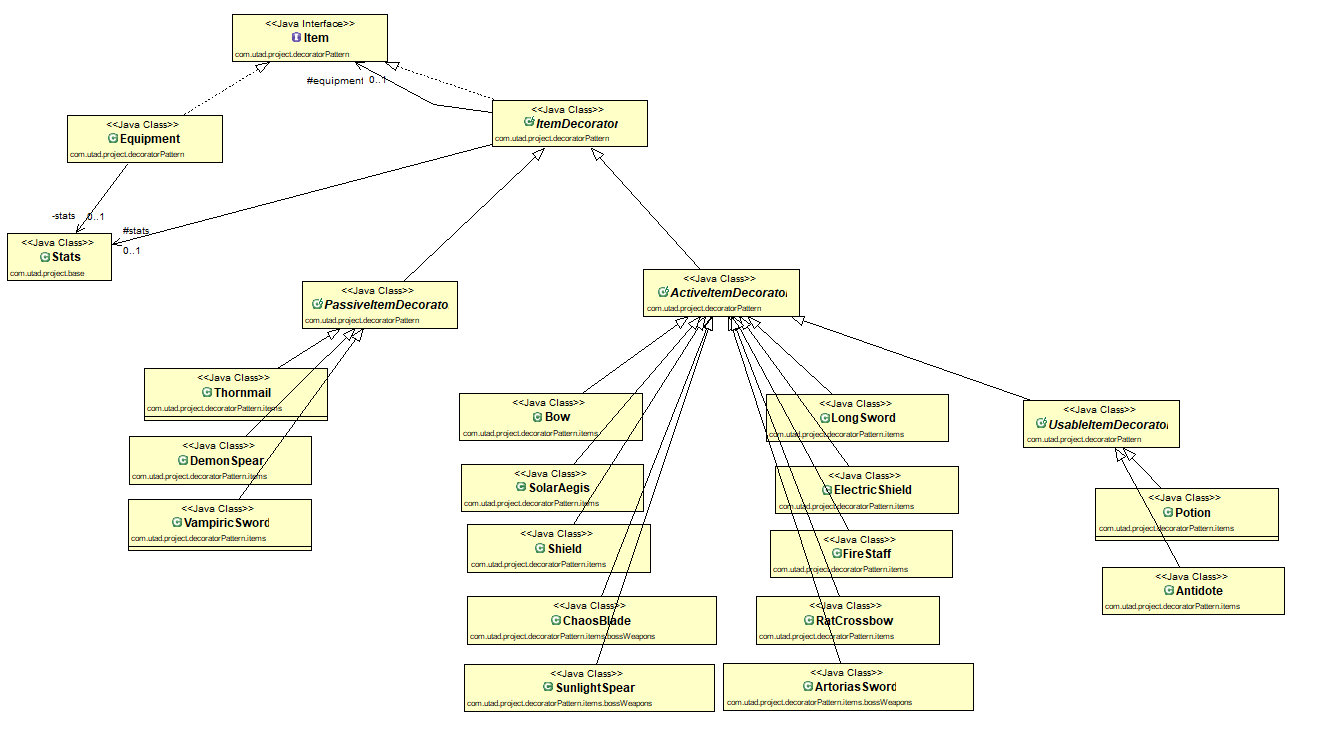 <<Java Interface>>
Item
com.utad.project.decoratorPattern
#equipment 0..1
<<Java Class>>
ItemDecorator
com.utad.project.decoratorPattern
<<Java Class>>
Equipment
com.utad.project.decoratorPattern
-stats 0..1
#stats
0..1
<<Java Class>>
Stats
com.utad.project.base
<<Java Class>>
PassiveItemDecorato
com.utad.project.decoratorPattern
<<Java Class>>
ActiveItemDecorator
com.utad.project.decoratorPattern
<<Java Class>>
Thornmail
com.utad.project.decoratorPattern.items
<<Java Class>>
DemonSpear
com.utad.project.decoratorPattern.items
<<Java Class>>
VampiricSword
com.utad.project.decoratorPattern.items
<<Java Class>>
Bow
com.utad.project.decoratorPattern.items
<<Java Class>>
SolarAegis
com.utad.project.decoratorPattern.items
<<Java Class>>
Shield
com.utad.project.decoratorPattern.items
<<Java Class>>
ChaosBlade
com.utad.project.decoratorPattern.items.bossWeapons
<<Java Class>>
SunlightSpear
com.utad.project.decoratorPattern.items.bossWeapons
<<Java Class>>
LongSword
com.utad.project.decoratorPattern.items
<<Java Class>>
ElectricShield
com.utad.project.decoratorPattern.items
<<Java Class>>
FireStaff
com.utad.project.decoratorPattern.items
<<Java Class>>
RatCrossbow
com.utad.project.decoratorPattern.items
<<Java Class>>
ArtoriasSword
com.utad.project.decoratorPattern.items.bossWeapons
<<Java Class>>
UsableItemDecorator
com.utad.project.decoratorPattern
<<Java Class>>
Potion
com.utad.project.decoratorPattern.items
<<Java Class>>
Antidote
com.utad.project.decoratorPattern.items